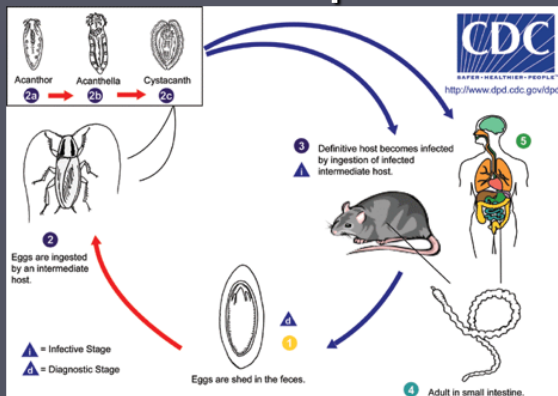 CDC
SAFER • HEALTHIER • PEOPLE™
http://www.dpd.cdc.gov/dpd
Acanthor
Acanthella
Cystacanth
2a
2b
2c
3
Definitive host becomes infected
by ingestion of infected
intermediate host.
i
5
2
Eggs are ingested
by an intermediate
host.
d
1
i = Infective Stage
d = Diagnostic Stage
Eggs are shed in the feces.
4
Adult in small intestine.